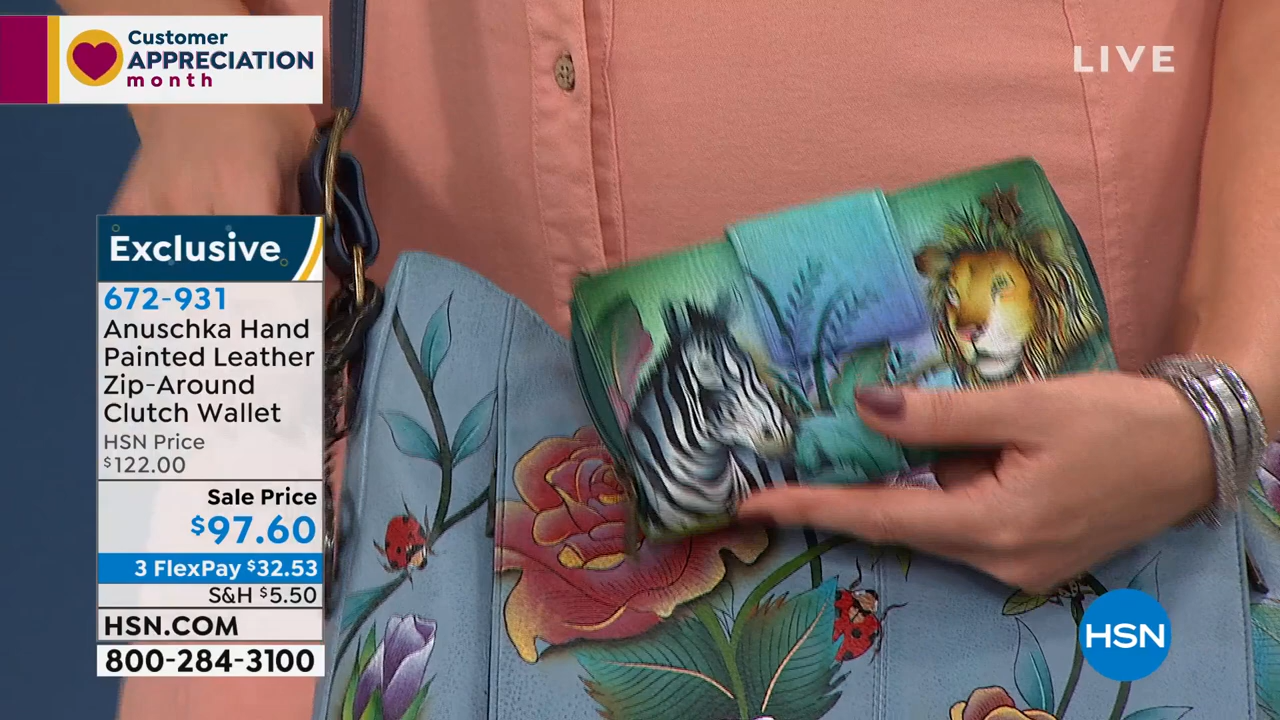 Customer
APPRECIATION
month
LIVE
Exclusive
672-931
Anuschka Hand
Painted Leather
Zip-Around
Clutch Wallet
HSN Price
$122.00
Sale Price
$97.60
3 FlexPay $32.53
S&H $5.50
HSN.COM
800-284-3100
HSN